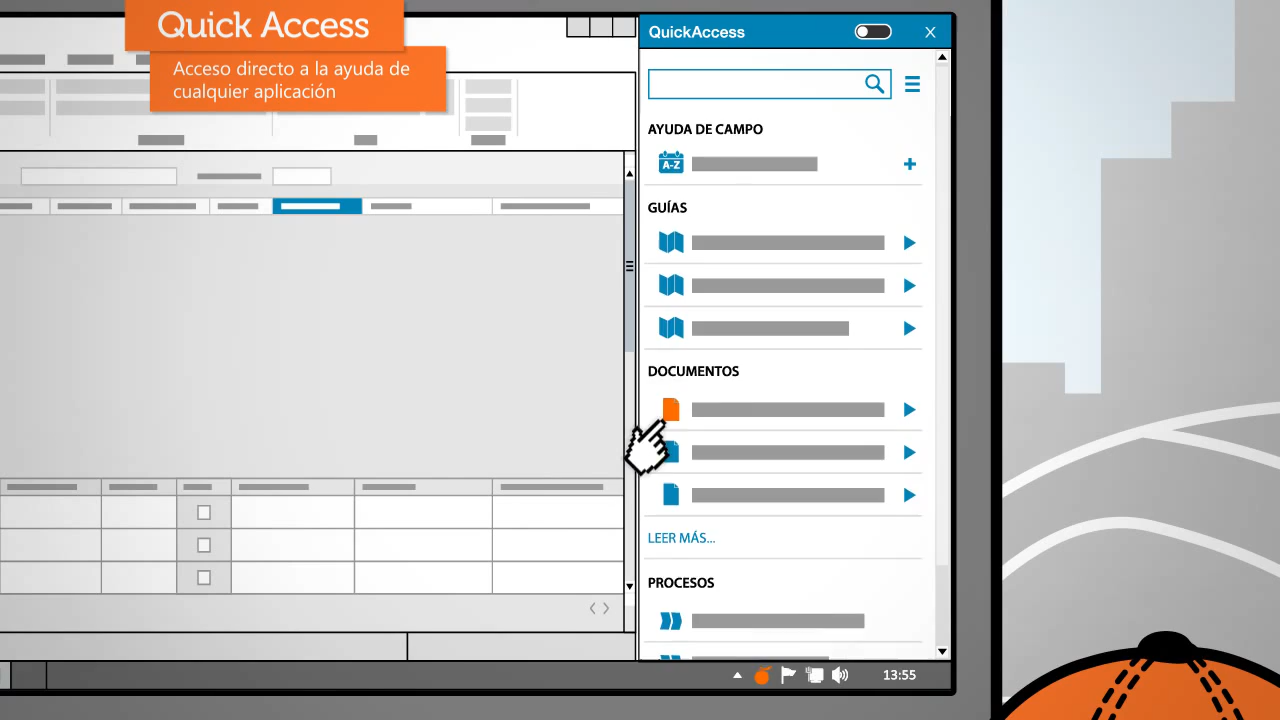 Quick Access
Acceso directo a la ayuda de
cualquier aplicación
QuickAccess
X
AYUDA DE CAMPO
A-Z
GUÍAS
DOCUMENTOS
LEER MÁS...
PROCESOS
13:55